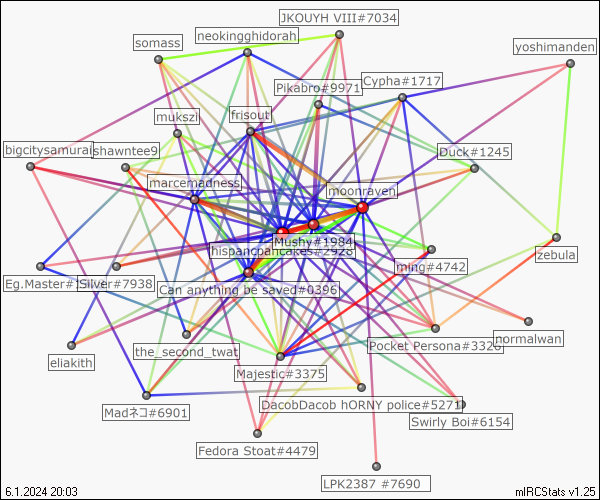 JKOUYH VIII#7034
neokingghidorah
somass
yoshimanden
Pikabro#9971
Cypha#1717
mukszi
frisout
bigcitysamurai
shawntee9
Duck#1245
marcemadness
moonraven
Mushy#1984
hispancpancakes#2928
zebula
ming#4742
Eg.Master#
Silver#7938
Can anything be saved#0396
normalwan
the_second_twat
Pocket Persona#3326
eliakith
Majestic#3375
DacobDacob hORNY police#5271
Madネコ#6901
Swirly Boi#6154
Fedora Stoat#4479
LPK2387 #7690
6.1.2024 20:03
mIRCStats v1.25